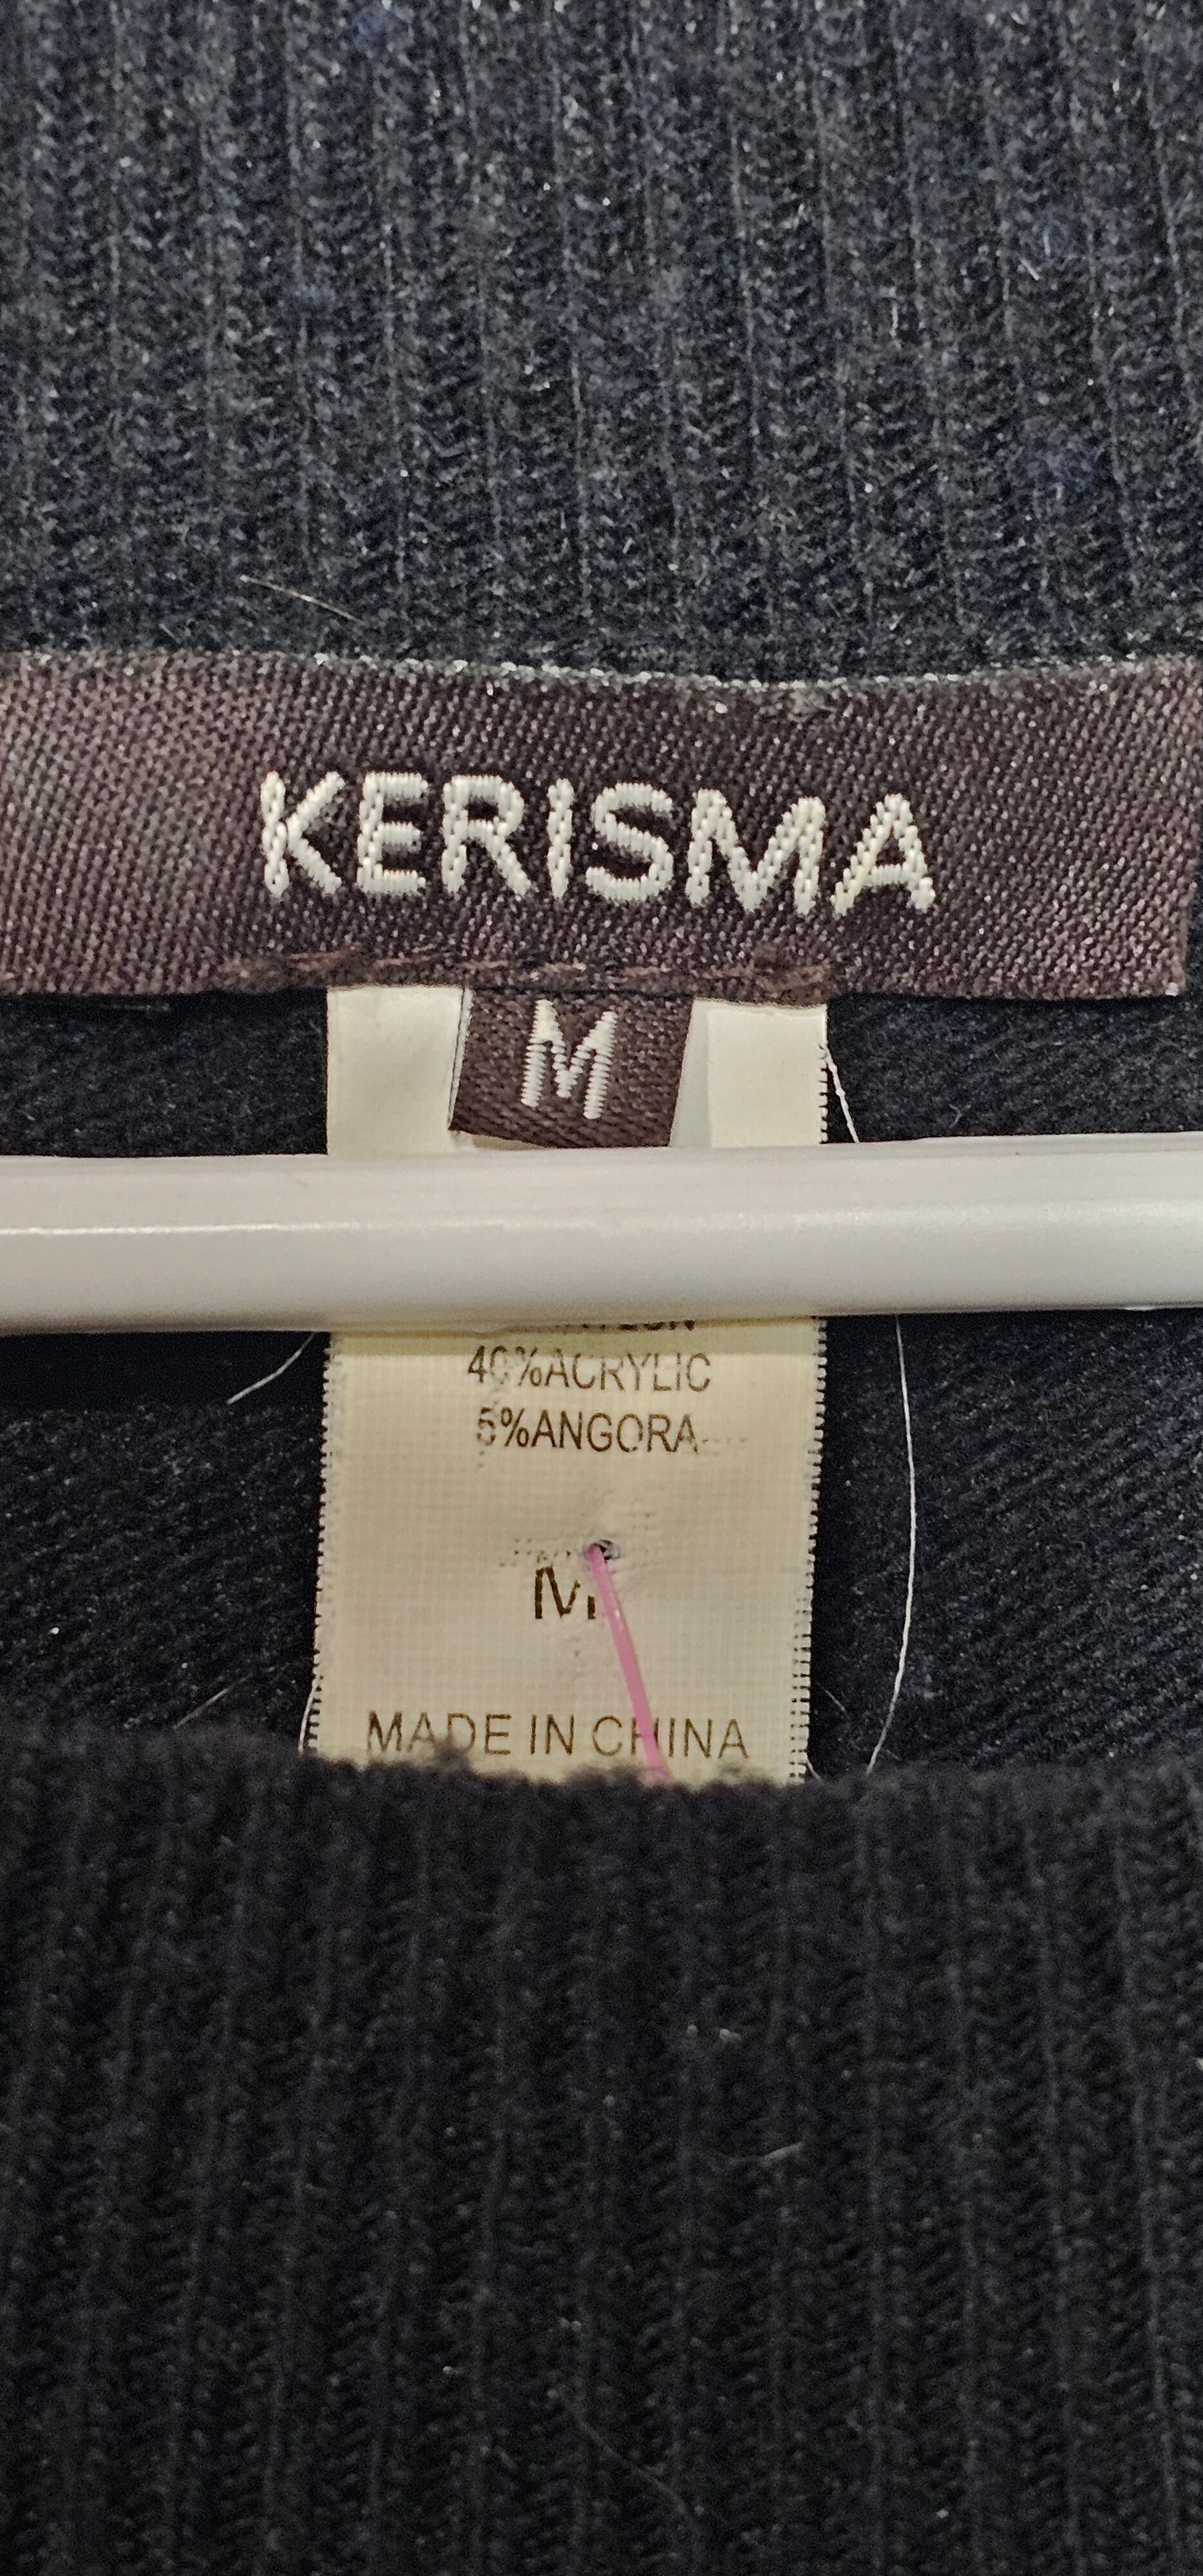 KERISMA
M
40%ACRYLIC
5%ANGORA
M
MADE IN CHINA